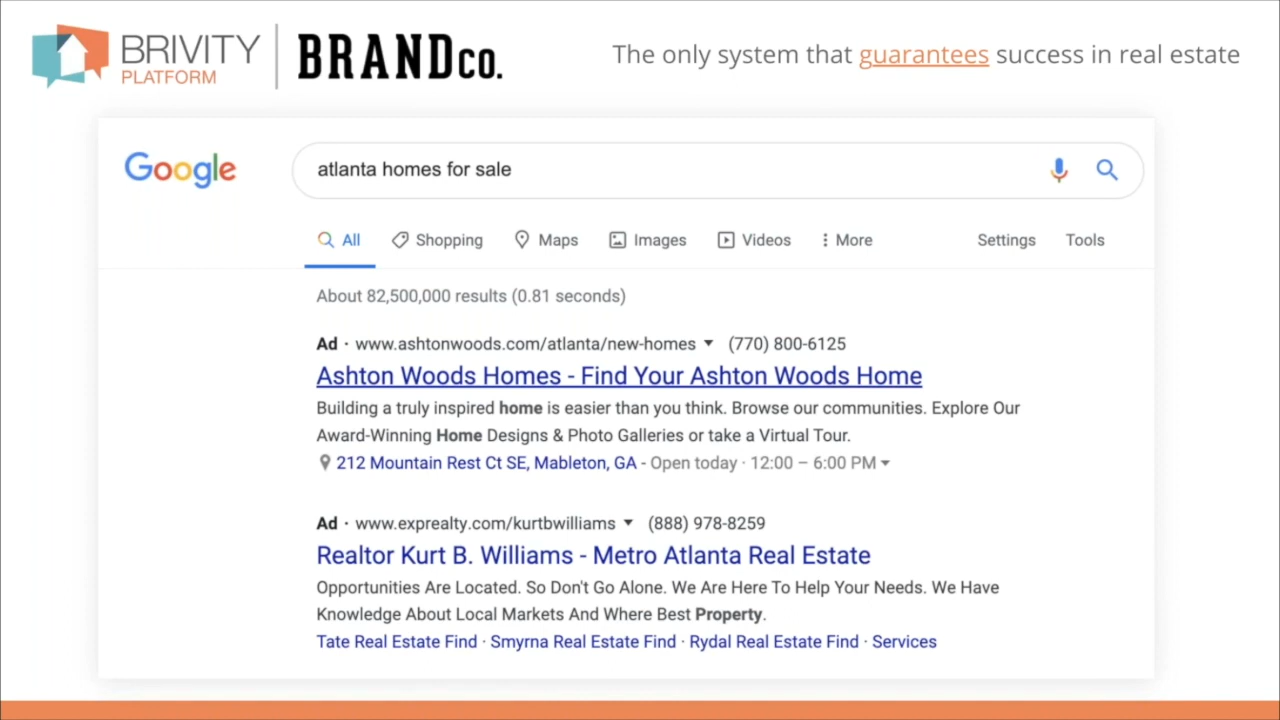 BRIVITY
PLATFORM
BRANDCO.
The only system that guarantees success in real estate
Google
atlanta homes for sale
All Shopping Maps Images Videos More Settings Tools
About 82,500,000 results (0.81 seconds)
Ad · www.ashtonwoods.com/atlanta/new-homes (770) 800-6125
Ashton Woods Homes - Find Your Ashton Woods Home
Building a truly inspired home is easier than you think. Browse our communities. Explore Our
Award-Winning Home Designs & Photo Galleries or take a Virtual Tour.
212 Mountain Rest Ct SE, Mableton, GA - Open today · 12:00 – 6:00 PM
Ad · www.exprealty.com/kurtbwilliams (888) 978-8259
Realtor Kurt B. Williams - Metro Atlanta Real Estate
Opportunities Are Located. So Don't Go Alone. We Are Here To Help Your Needs. We Have
Knowledge About Local Markets And Where Best Property.
Tate Real Estate Find · Smyrna Real Estate Find · Rydal Real Estate Find · Services